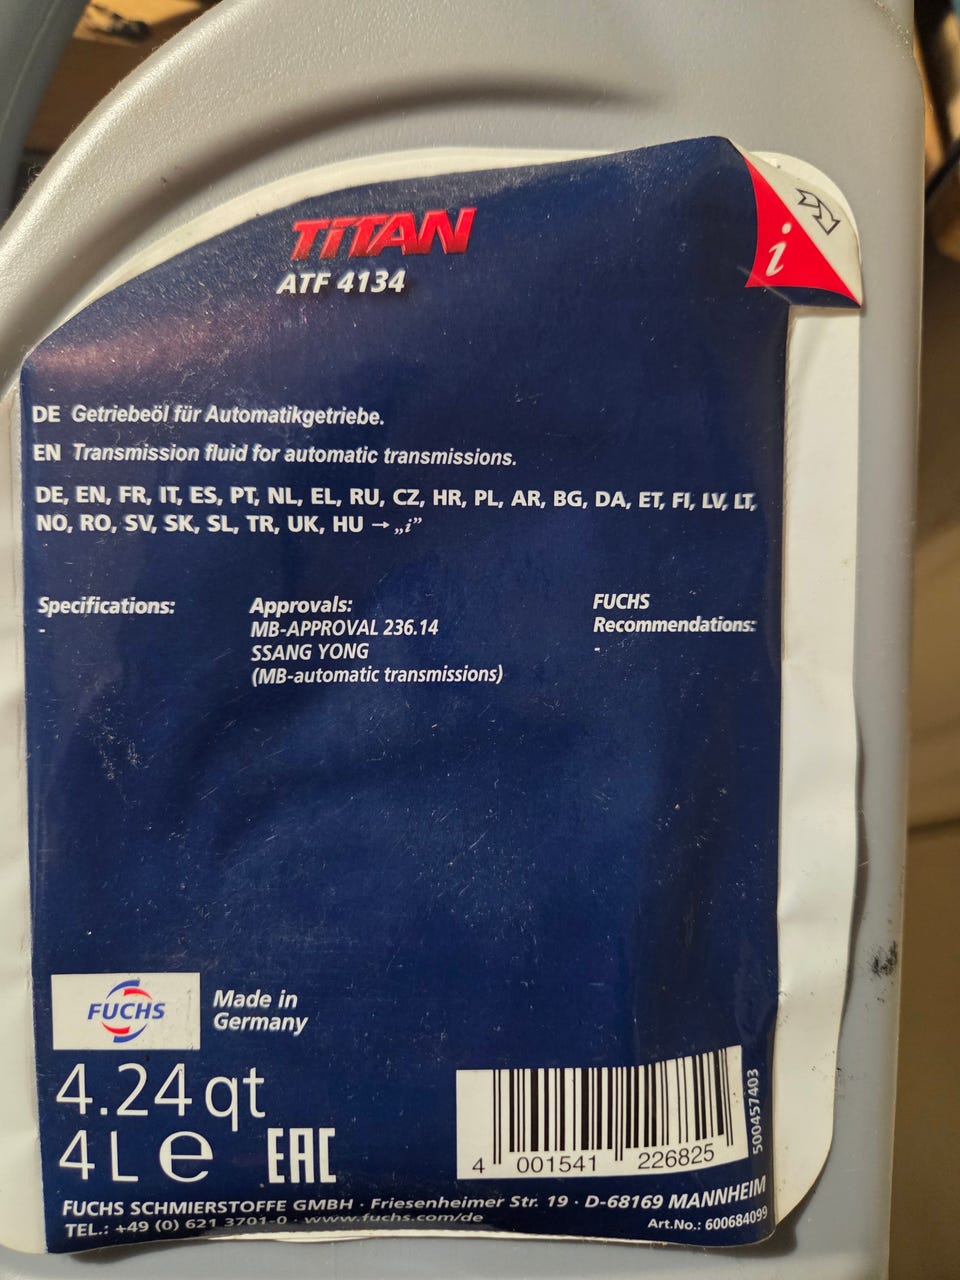 TITAN
ATF 4134
i
DE Getriebeöl für Automatikgetriebe.
EN Transmission fluid for automatic transmissions.
DE, EN, FR, IT, ES, PT, NL, EL, RU, CZ, HR, PL, AR, BG, DA, ET, FI, LV, LT,
NO, RO, SV, SK, SL, TR, UK, HU → „i”
Specifications:
-
Approvals:
MB-APPROVAL 236.14
SSANG YONG
(MB-automatic transmissions)
FUCHS
Recommendations:
-
FUCHS
Made in
Germany
4.24 qt
4 L e
EAC
4 001541 226825
500457403
FUCHS SCHMIERSTOFFE GMBH · Friesenheimer Str. 19 · D-68169 MANNHEIM
TEL.: +49 (0) 621 3701-0 · www.fuchs.com/de
Art.No.: 600684099